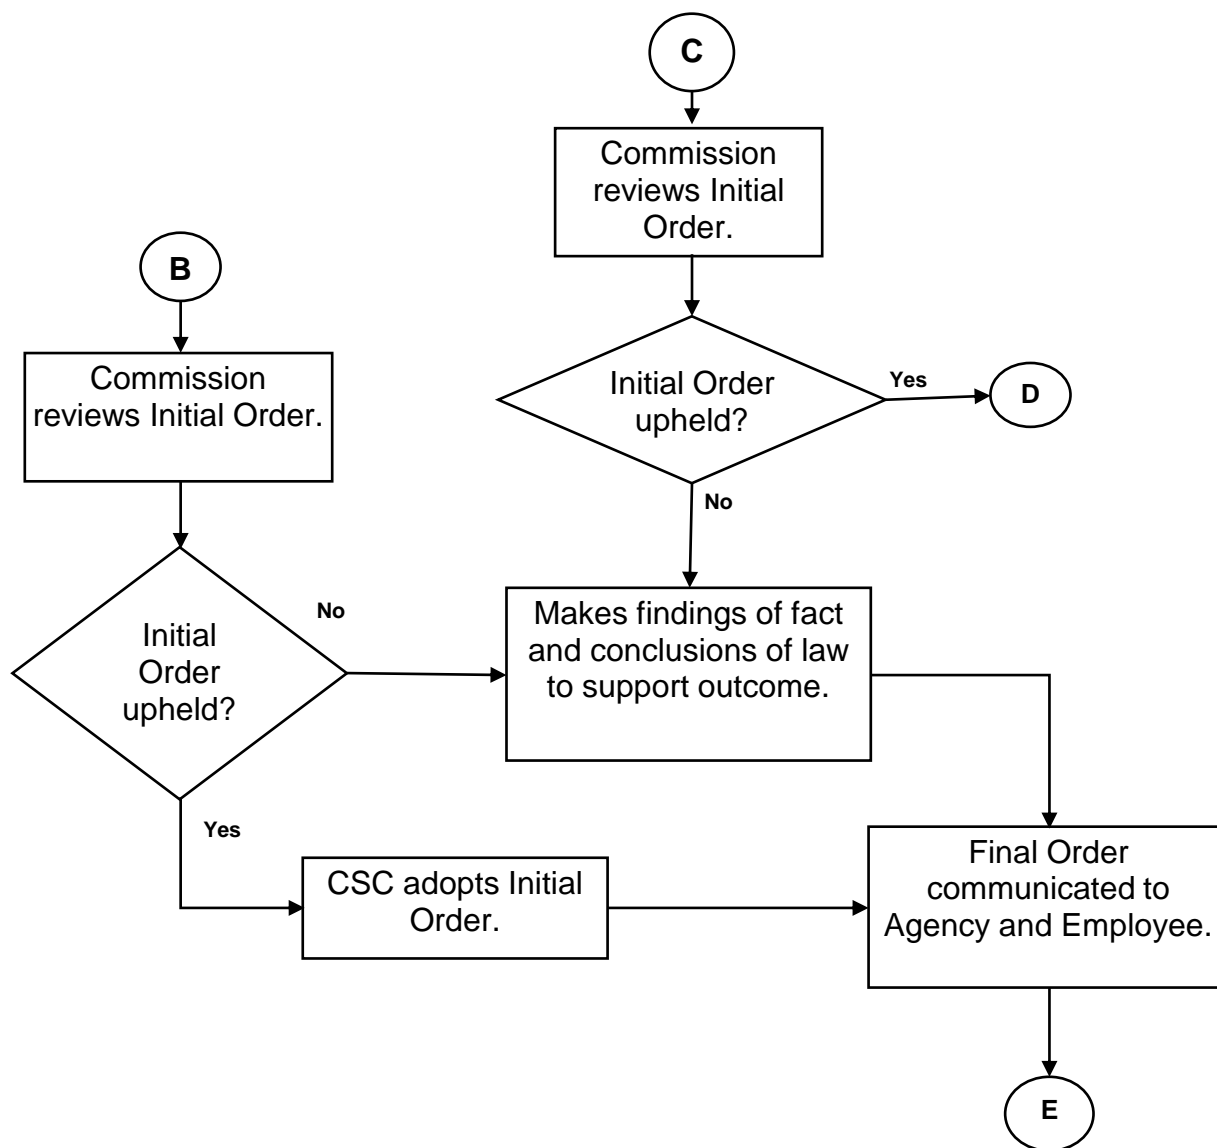 C
Commission
reviews Initial
Order.
B
Commission
reviews Initial Order.
Initial Order
upheld?
Yes
D
No
Initial
Order
upheld?
No
Makes findings of fact
and conclusions of law
to support outcome.
Yes
CSC adopts Initial
Order.
Final Order
communicated to
Agency and Employee.
E